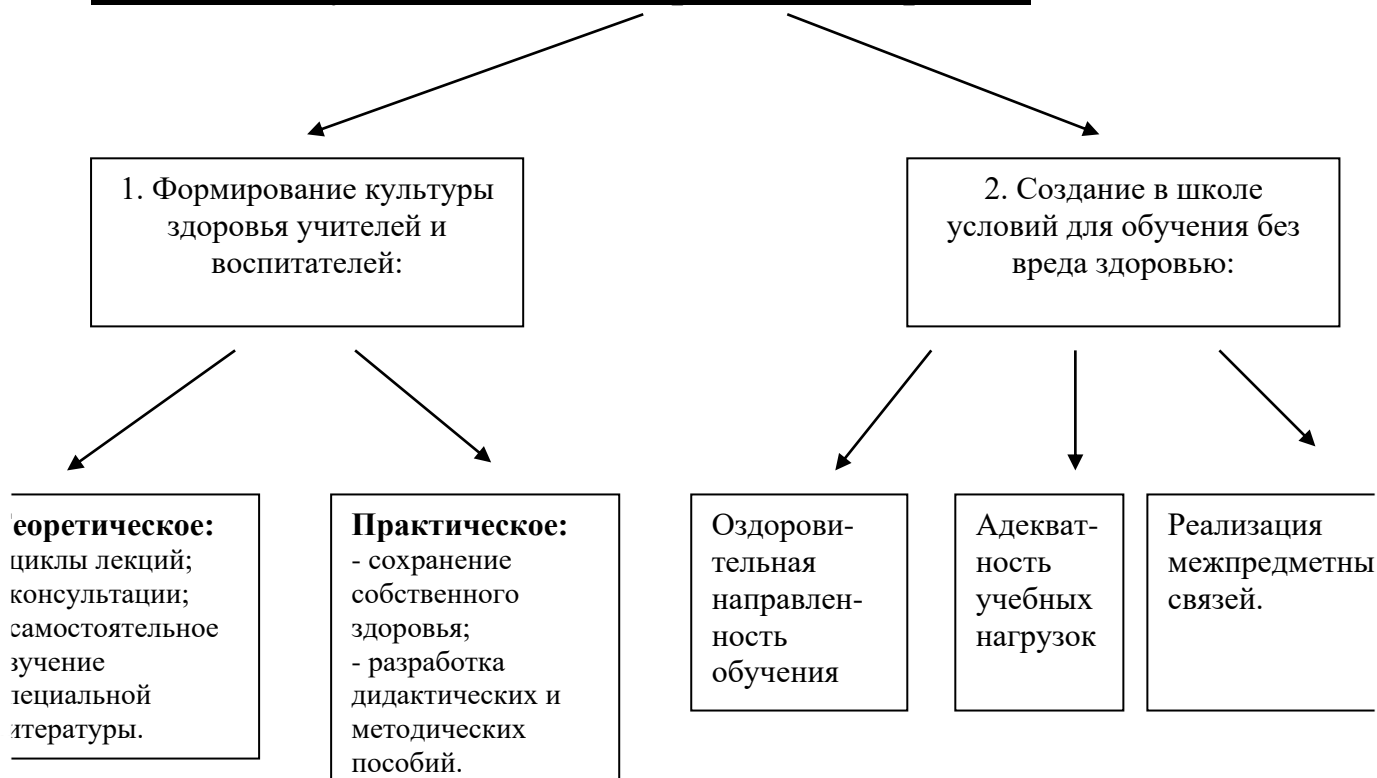 1. Формирование культуры
здоровья учителей и
воспитателей:
2. Создание в школе
условий для обучения без
вреда здоровью:
еоретическое:
циклы лекций;
консультации;
самостоятельное
зучение
пециальной
итературы.
Практическое:
- сохранение
собственного
здоровья;
- разработка
дидактических и
методических
пособий.
Оздорови-
тельная
направлен-
ность
обучения
Адекват-
ность
учебных
нагрузок
Реализация
межпредметны
связей.